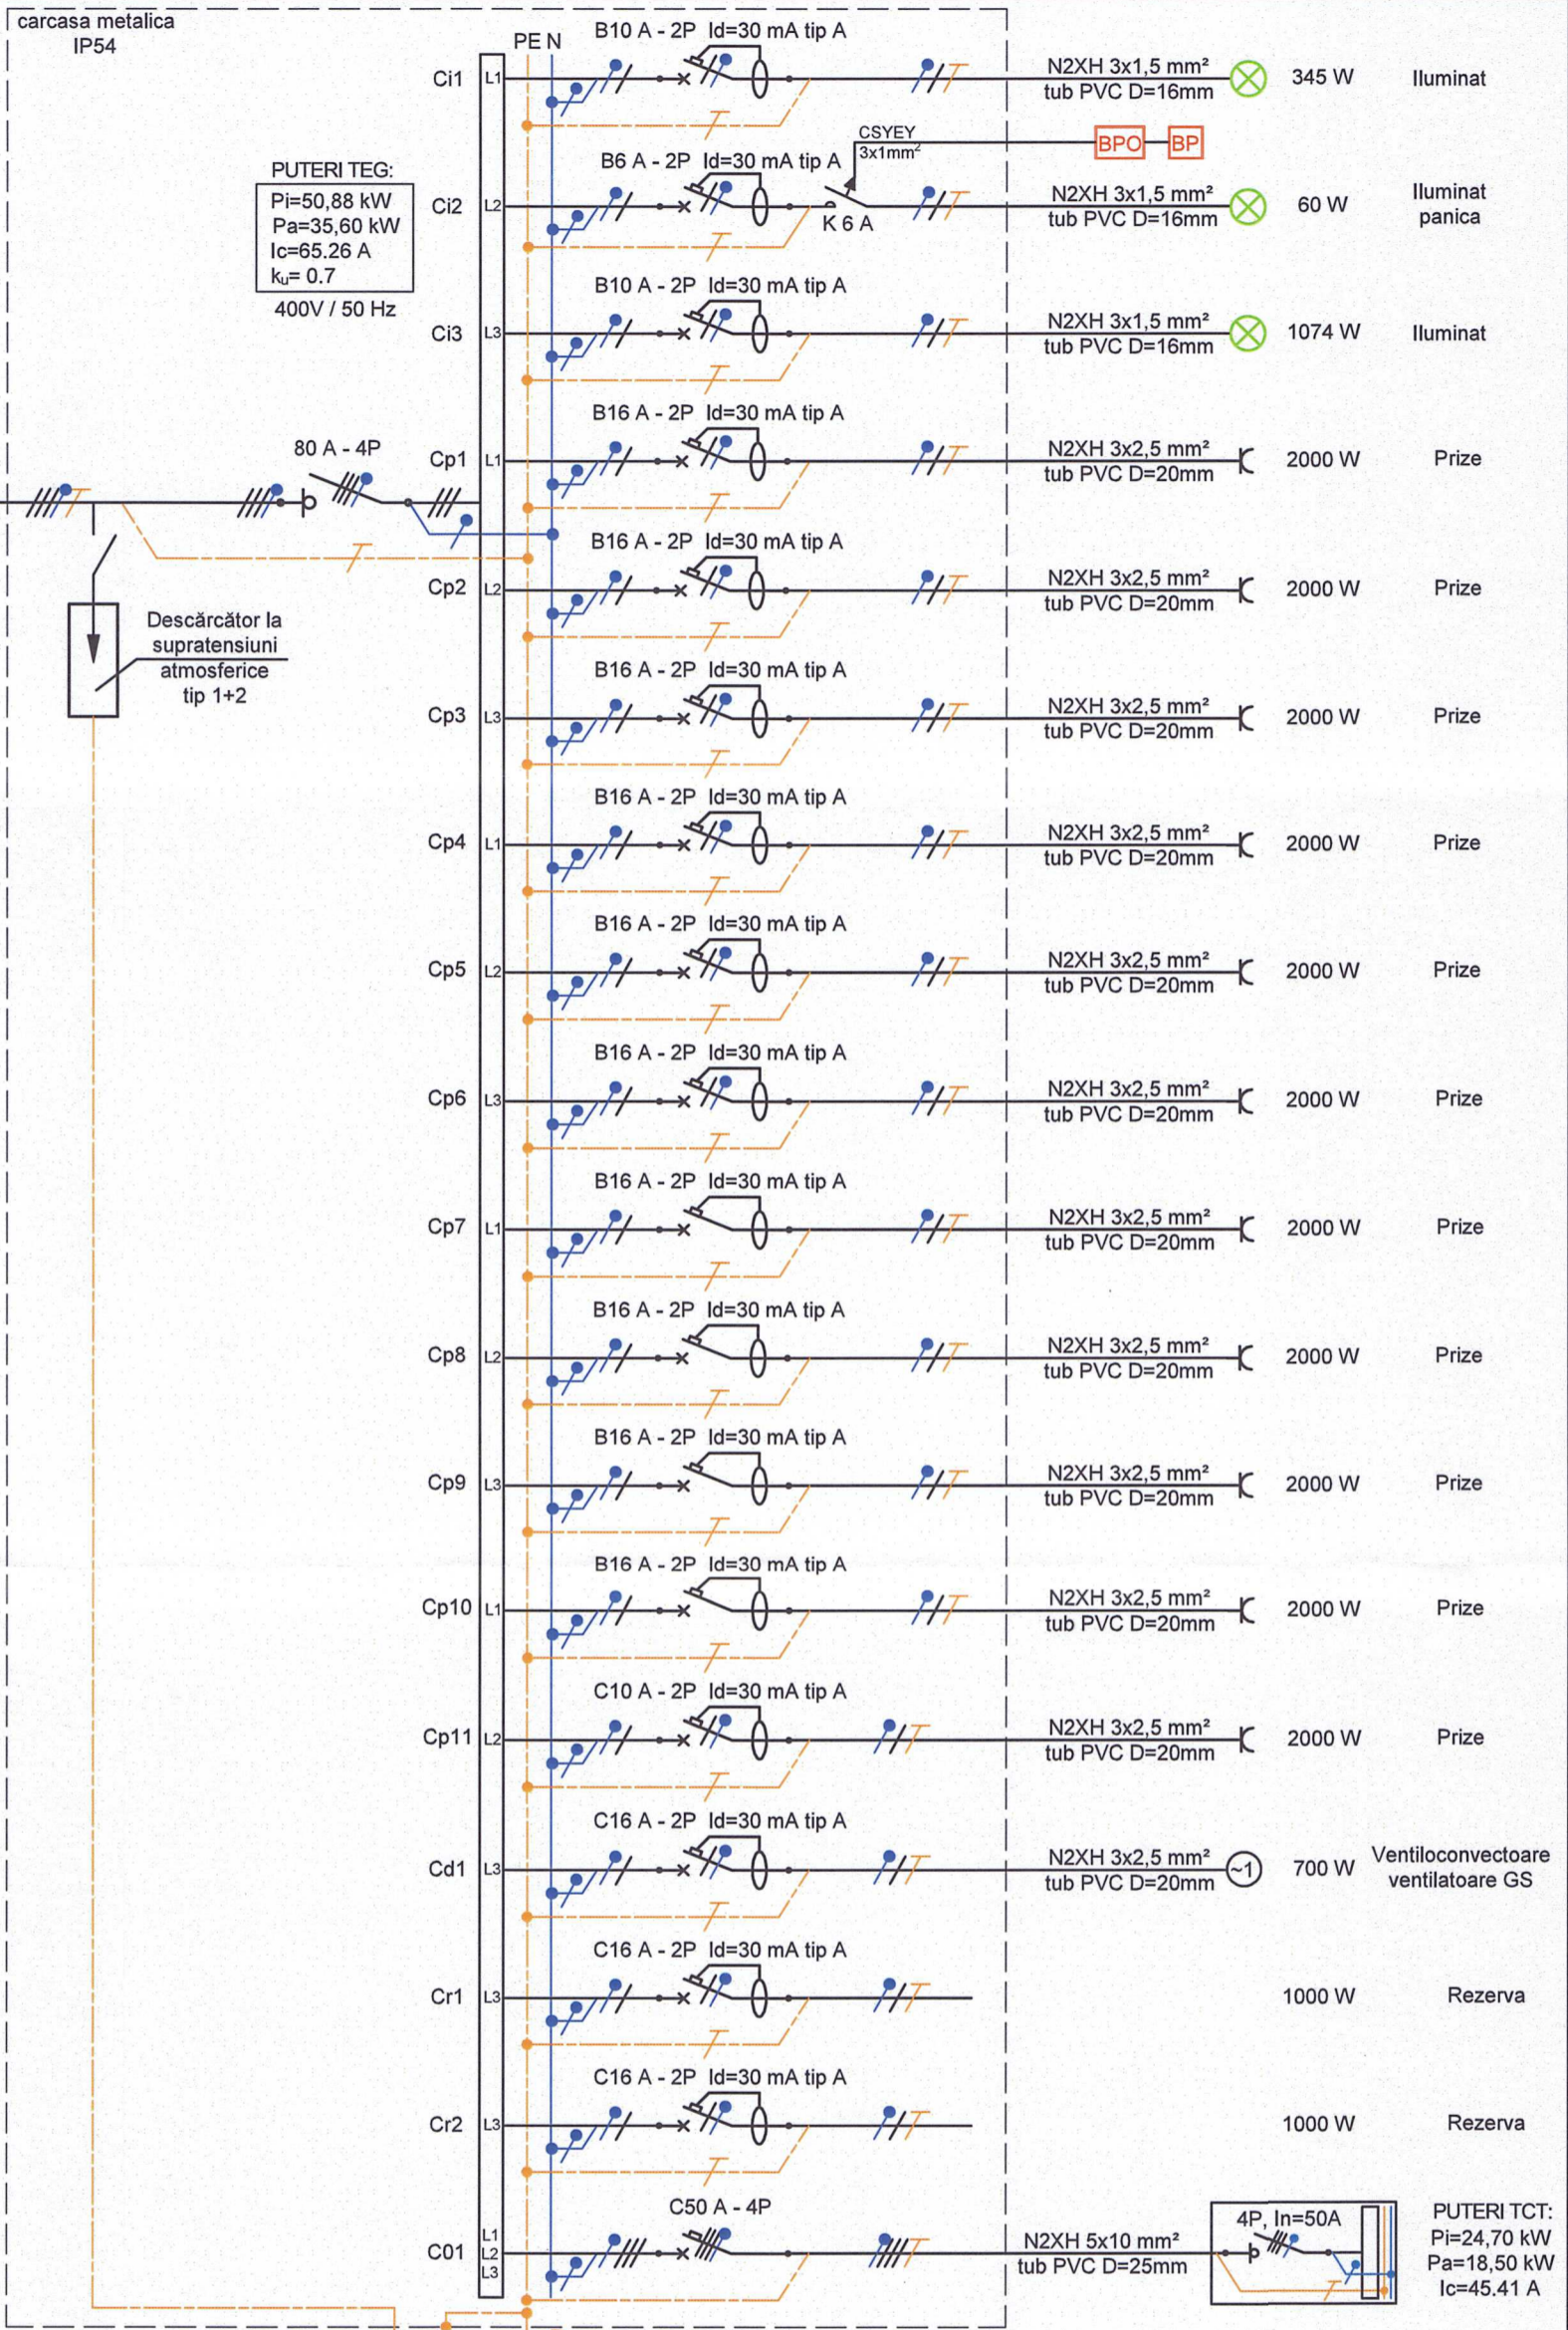 carcasa metalica
IP54
PE N
PUTERI TEG:
Pi=50,88 kW
Pa=35,60 kW
Ic=65.26 A
ku= 0.7
400V / 50 Hz
80 A - 4P
Descărcător la
supratensiuni
atmosferice
tip 1+2
Ci1 L1 B10 A - 2P Id=30 mA tip A N2XH 3x1,5 mm² 345 W Iluminat
tub PVC D=16mm
CSYEY
3x1mm²
BPO BP
Ci2 L2 B6 A - 2P Id=30 mA tip A N2XH 3x1,5 mm² 60 W Iluminat
panica
K 6 A
tub PVC D=16mm
Ci3 L3 B10 A - 2P Id=30 mA tip A N2XH 3x1,5 mm² 1074 W Iluminat
tub PVC D=16mm
Cp1 L1 B16 A - 2P Id=30 mA tip A N2XH 3x2,5 mm² 2000 W Prize
tub PVC D=20mm
Cp2 L2 B16 A - 2P Id=30 mA tip A N2XH 3x2,5 mm² 2000 W Prize
tub PVC D=20mm
Cp3 L3 B16 A - 2P Id=30 mA tip A N2XH 3x2,5 mm² 2000 W Prize
tub PVC D=20mm
Cp4 L1 B16 A - 2P Id=30 mA tip A N2XH 3x2,5 mm² 2000 W Prize
tub PVC D=20mm
Cp5 L2 B16 A - 2P Id=30 mA tip A N2XH 3x2,5 mm² 2000 W Prize
tub PVC D=20mm
Cp6 L3 B16 A - 2P Id=30 mA tip A N2XH 3x2,5 mm² 2000 W Prize
tub PVC D=20mm
Cp7 L1 B16 A - 2P Id=30 mA tip A N2XH 3x2,5 mm² 2000 W Prize
tub PVC D=20mm
Cp8 L2 B16 A - 2P Id=30 mA tip A N2XH 3x2,5 mm² 2000 W Prize
tub PVC D=20mm
Cp9 L3 B16 A - 2P Id=30 mA tip A N2XH 3x2,5 mm² 2000 W Prize
tub PVC D=20mm
Cp10 L1 B16 A - 2P Id=30 mA tip A N2XH 3x2,5 mm² 2000 W Prize
tub PVC D=20mm
Cp11 L2 C10 A - 2P Id=30 mA tip A N2XH 3x2,5 mm² 2000 W Prize
tub PVC D=20mm
Cd1 L3 C16 A - 2P Id=30 mA tip A N2XH 3x2,5 mm² ~1 700 W Ventiloconvectoare
ventilatoare GS
tub PVC D=20mm
Cr1 L3 C16 A - 2P Id=30 mA tip A 1000 W Rezerva
Cr2 L3 C16 A - 2P Id=30 mA tip A 1000 W Rezerva
C01 L1
L2
L3
C50 A - 4P
N2XH 5x10 mm²
tub PVC D=25mm
4P, In=50A
PUTERI TCT:
Pi=24,70 kW
Pa=18,50 kW
Ic=45.41 A